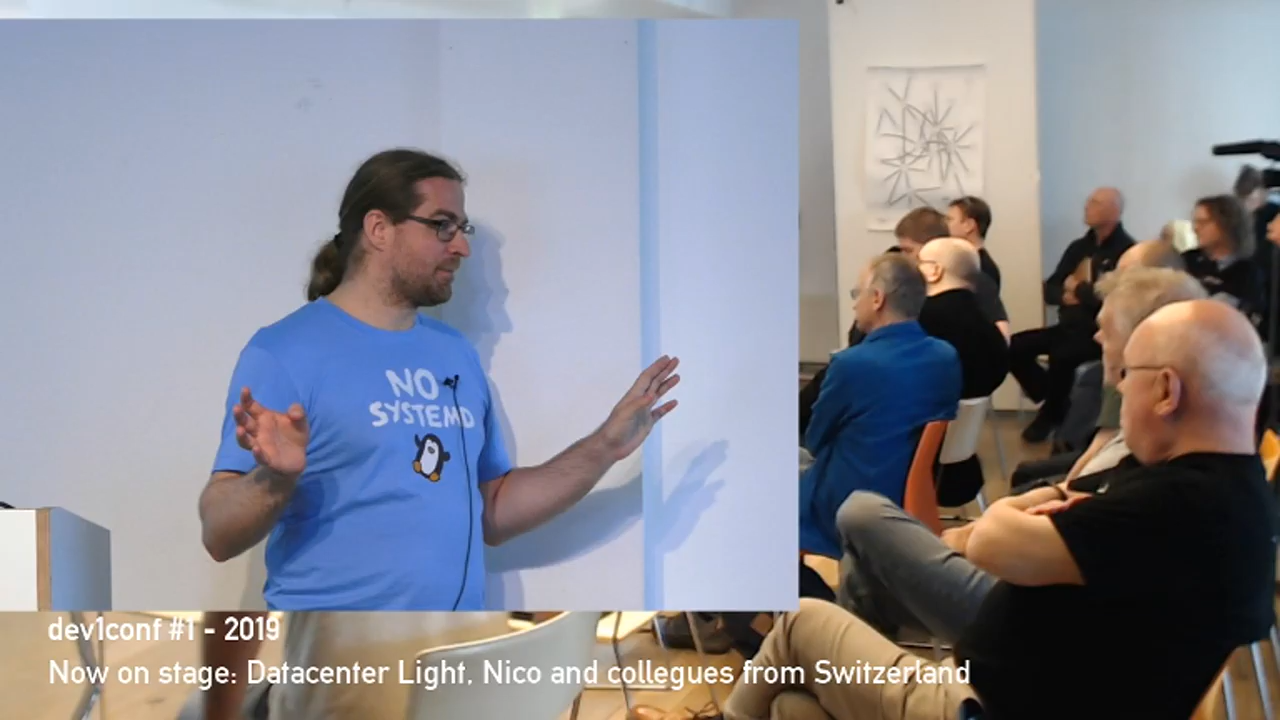 NO
SYSTEMD
dev1conf #1 - 2019
Now on stage: Datacenter Light, Nico and collegues from Switzerland